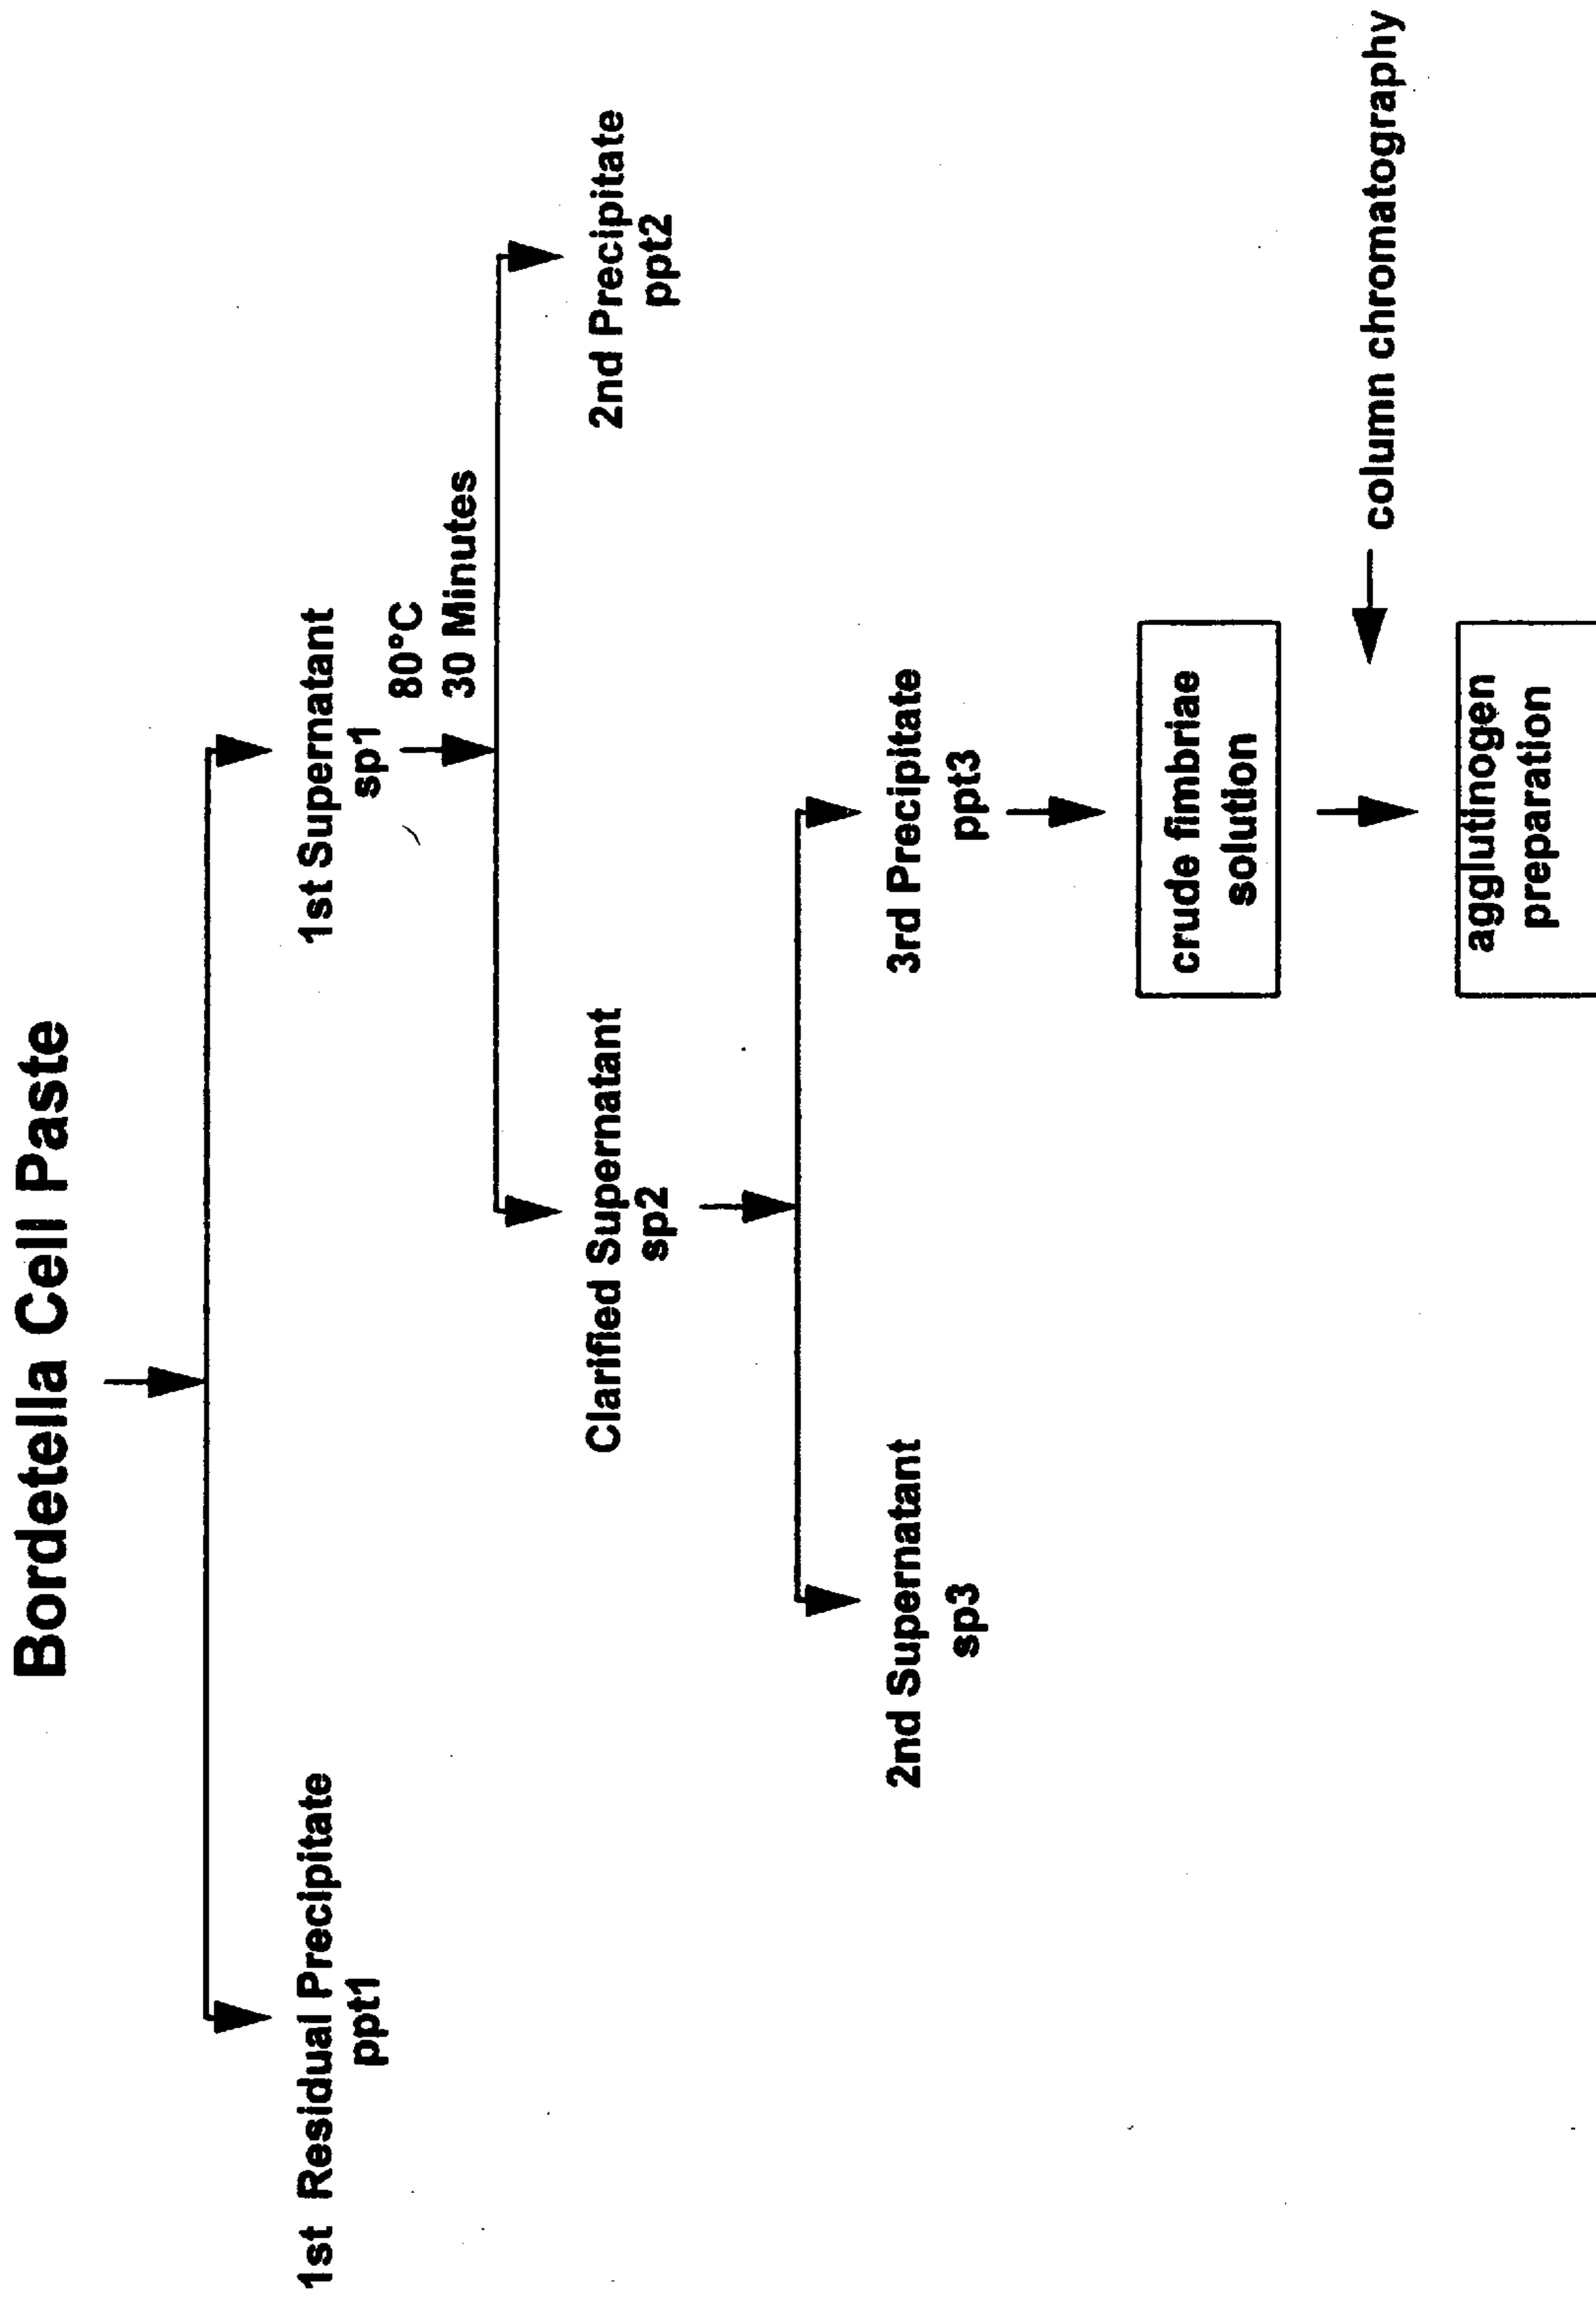 Bordetella Cell Paste
1st Residual Precipitate
ppt1
1st Supernatant
sp1
80°C
30 Minutes
Clarified Supernatant
sp2
2nd Precipitate
ppt2
2nd Supernatant
sp3
3rd Precipitate
ppt3
crude fimbriae
solution
column chromatography
agglutinogen
preparation